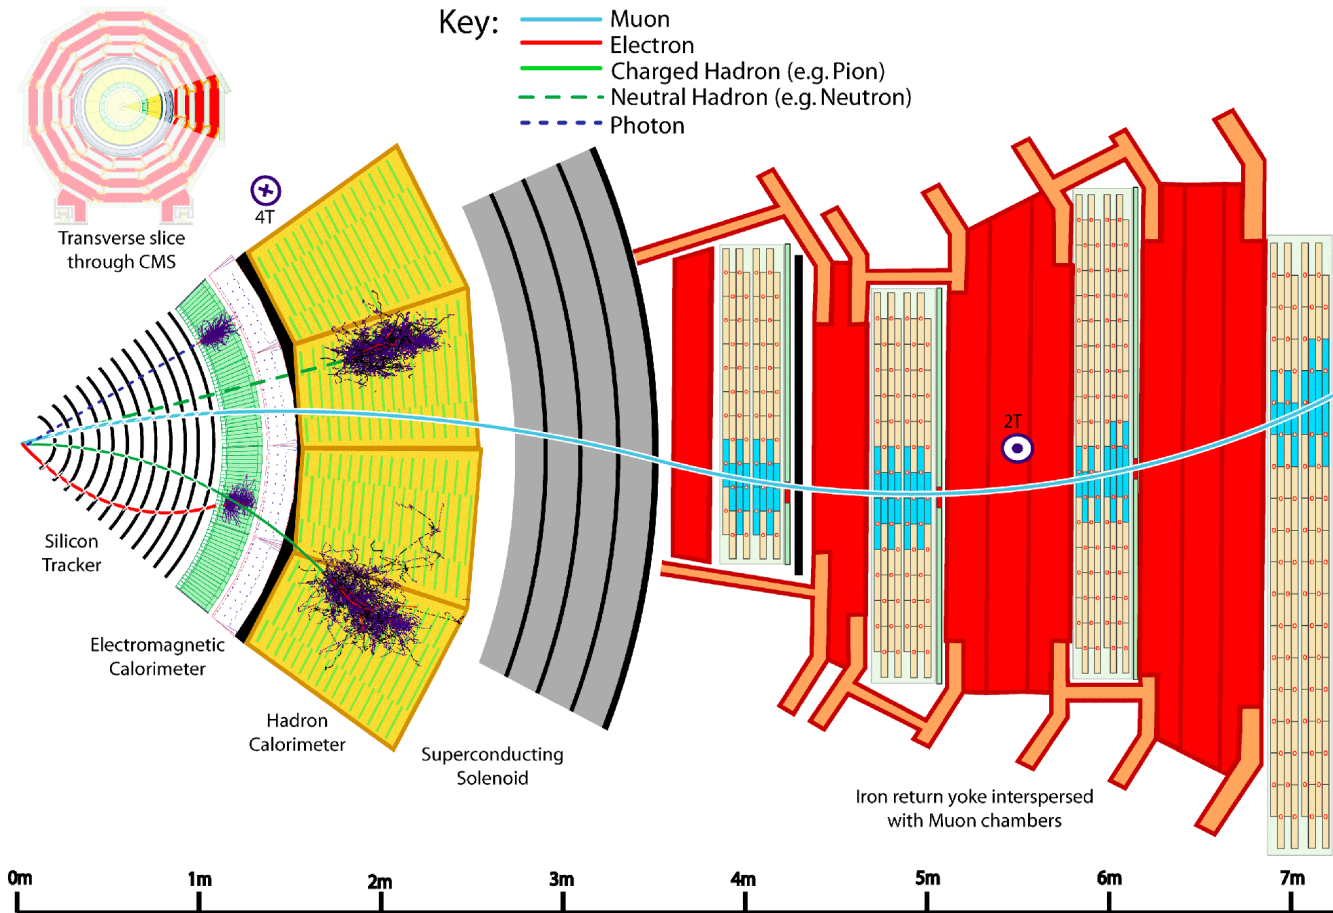 Key:
Muon
Electron
Charged Hadron (e.g. Pion)
Neutral Hadron (e.g. Neutron)
Photon
4T
Transverse slice
through CMS
2T
Silicon
Tracker
Electromagnetic
Calorimeter
Hadron
Calorimeter
Superconducting
Solenoid
Iron return yoke interspersed
with Muon chambers
0m 1m 2m 3m 4m 5m 6m 7m